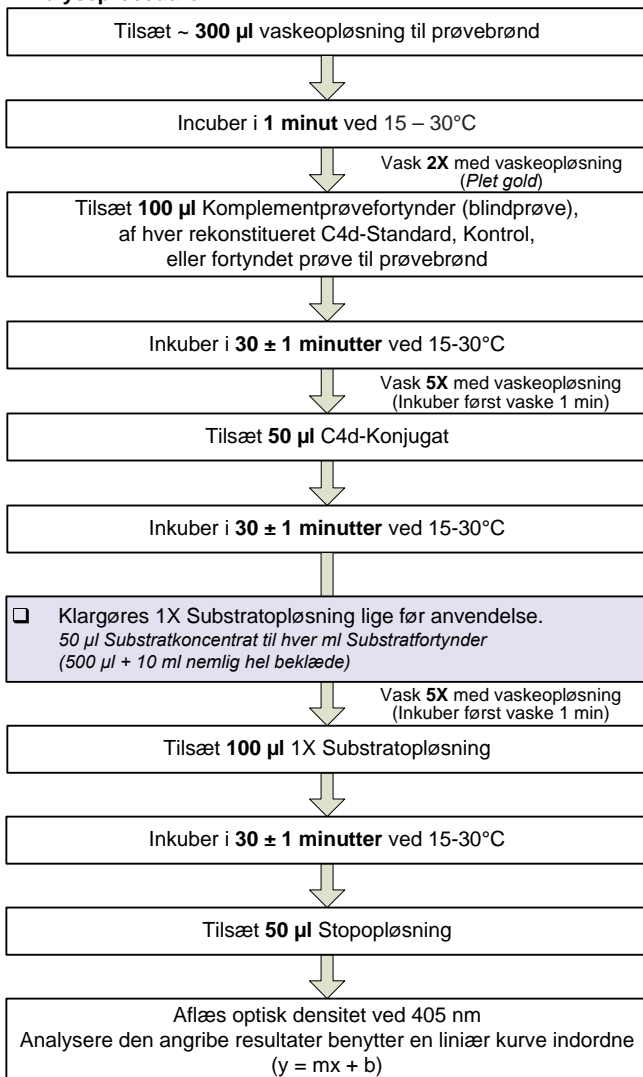 Tilsæt ~ 300 µl vaskeopløsning til prøvebrønd
Incuber i 1 minut ved 15 – 30°C
Vask 2X med vaskeopløsning
(Plet gold)
Tilsæt 100 µl Komplementprøvefortynder (blindprøve),
af hver rekonstitueret C4d-Standard, Kontrol,
eller fortyndet prøve til prøvebrønd
Inkuber i 30 ± 1 minutter ved 15-30°C
Vask 5X med vaskeopløsning
(Inkuber først vaske 1 min)
Tilsæt 50 µl C4d-Konjugat
Inkuber i 30 ± 1 minutter ved 15-30°C
Klargøres 1X Substratopløsning lige før anvendelse.
50 µl Substratkoncentrat til hver ml Substratfortynder
(500 µl + 10 ml nemlig hel beklæde)
Vask 5X med vaskeopløsning
(Inkuber først vaske 1 min)
Tilsæt 100 µl 1X Substratopløsning
Inkuber i 30 ± 1 minutter ved 15-30°C
Tilsæt 50 µl Stopopløsning
Aflæs optisk densitet ved 405 nm
Analysere den angribe resultater benytter en liniær kurve indordne
(y = mx + b)